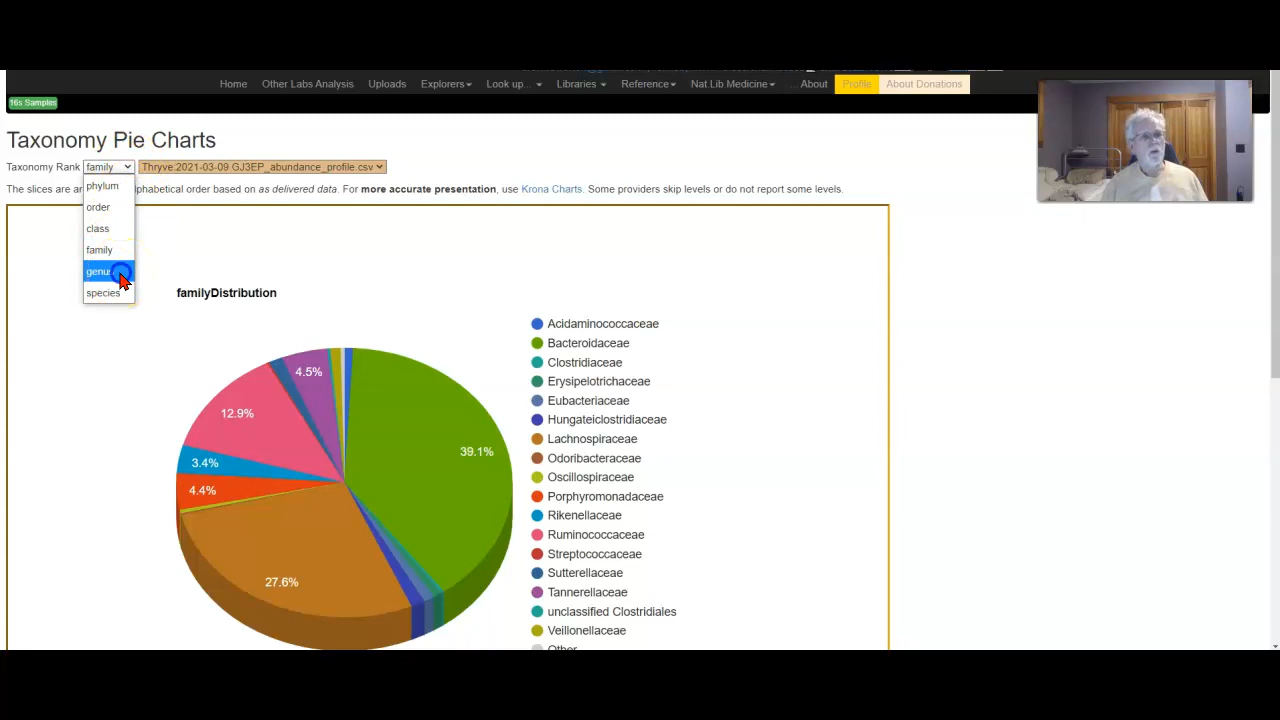 Home Other Labs Analysis Uploads Explorers Look up... Libraries Reference Nat.Lib.Medicine ... About Profile About Donations
16s Samples
Taxonomy Pie Charts
Taxonomy Rank family Thryve:2021-03-09 GJ3EP_abundance_profile.csv
The slices are alphabetical order based on as delivered data. For more accurate presentation, use Krona Charts. Some providers skip levels or do not report some levels.
phylum
order
class
family
genus
species
familyDistribution
4.5%
12.9%
3.4%
4.4%
27.6%
39.1%
Acidaminococcaceae
Bacteroidaceae
Clostridiaceae
Erysipelotrichaceae
Eubacteriaceae
Hungateiclostridiaceae
Lachnospiraceae
Odoribacteraceae
Oscillospiraceae
Porphyromonadaceae
Rikenellaceae
Ruminococcaceae
Streptococcaceae
Sutterellaceae
Tannerellaceae
unclassified Clostridiales
Veillonellaceae
Other